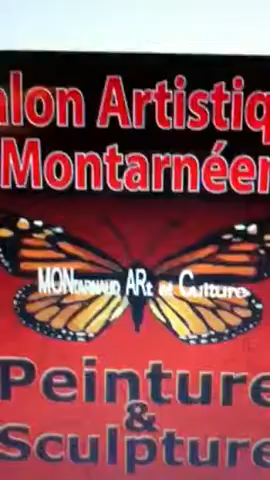 alon Artistiq
Montarnéen
MONTARNAUD ARt et Culture
Peinture
&
Sculpture